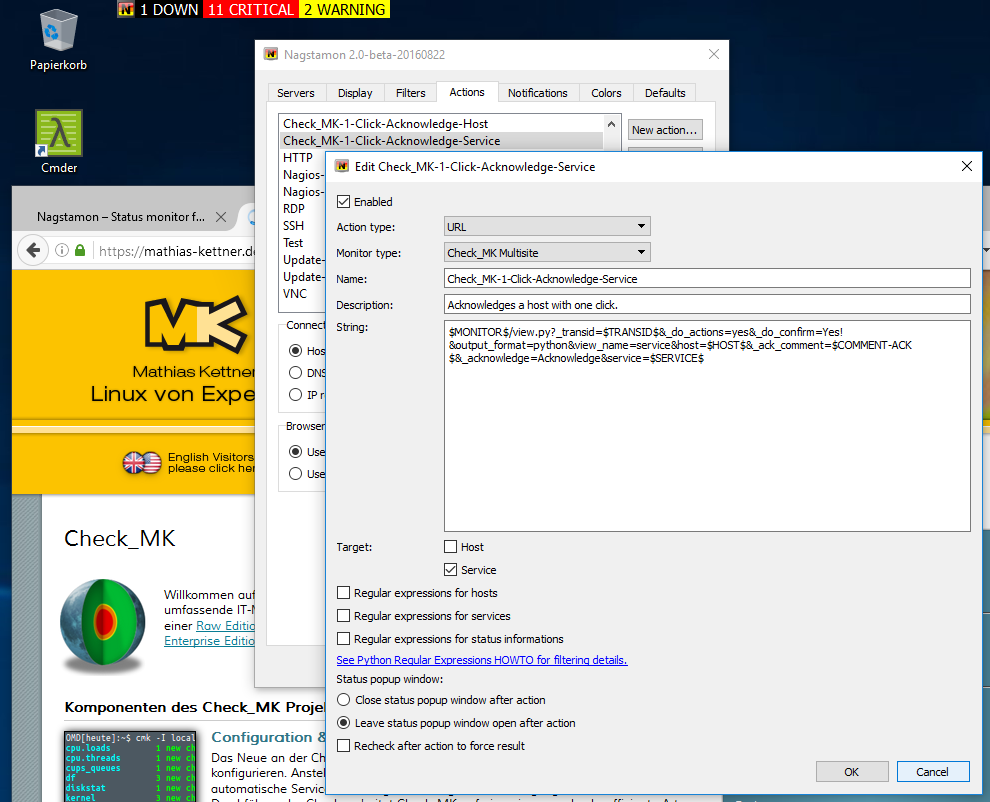 1 DOWN 11 CRITICAL 2 WARNING
Papierkorb
Cmder
Nagstamon 2.0-beta-20160822
Servers Display Filters Actions Notifications Colors Defaults
Check_MK-1-Click-Acknowledge-Host
Check_MK-1-Click-Acknowledge-Service
HTTP
Nagios-
Nagios-
RDP
SSH
Test
Update-
Update-
VNC
New action...
Connect
Hos
DNS
IP r
Browser
Use
Use
Edit Check_MK-1-Click-Acknowledge-Service
Enabled
Action type: URL
Monitor type: Check_MK Multisite
Name: Check_MK-1-Click-Acknowledge-Service
Description: Acknowledges a host with one click.
String: $MONITOR$/view.py?_transid=$TRANSID$&_do_actions=yes&_do_confirm=Yes!
&output_format=python&view_name=service&host=$HOST$&_ack_comment=$COMMENT-ACK
$&_acknowledge=Acknowledge&service=$SERVICE$
Target: Host
Service
Regular expressions for hosts
Regular expressions for services
Regular expressions for status informations
See Python Regular Expressions HOWTO for filtering details.
Status popup window:
Close status popup window after action
Leave status popup window open after action
Recheck after action to force result
OK Cancel
Nagstamon – Status monitor f...
https://mathias-kettner.de
MK
Mathias Kettner
Linux von Expe
English Visitors
please click her
Check_MK
Willkommen auf
umfassende IT-M
einer Raw Editio
Enterprise Editio
Komponenten des Check_MK Projel
OMD[heute]:~$ cmk -I local
cpu.loads 1 new ch
cpu.threads 1 new ch
cups_queues 1 new ch
df 3 new ch
diskstat 1 new ch
kernel 3 new ch
Configuration &
Das Neue an der Ch
konfigurieren. Anstel
automatische Servic